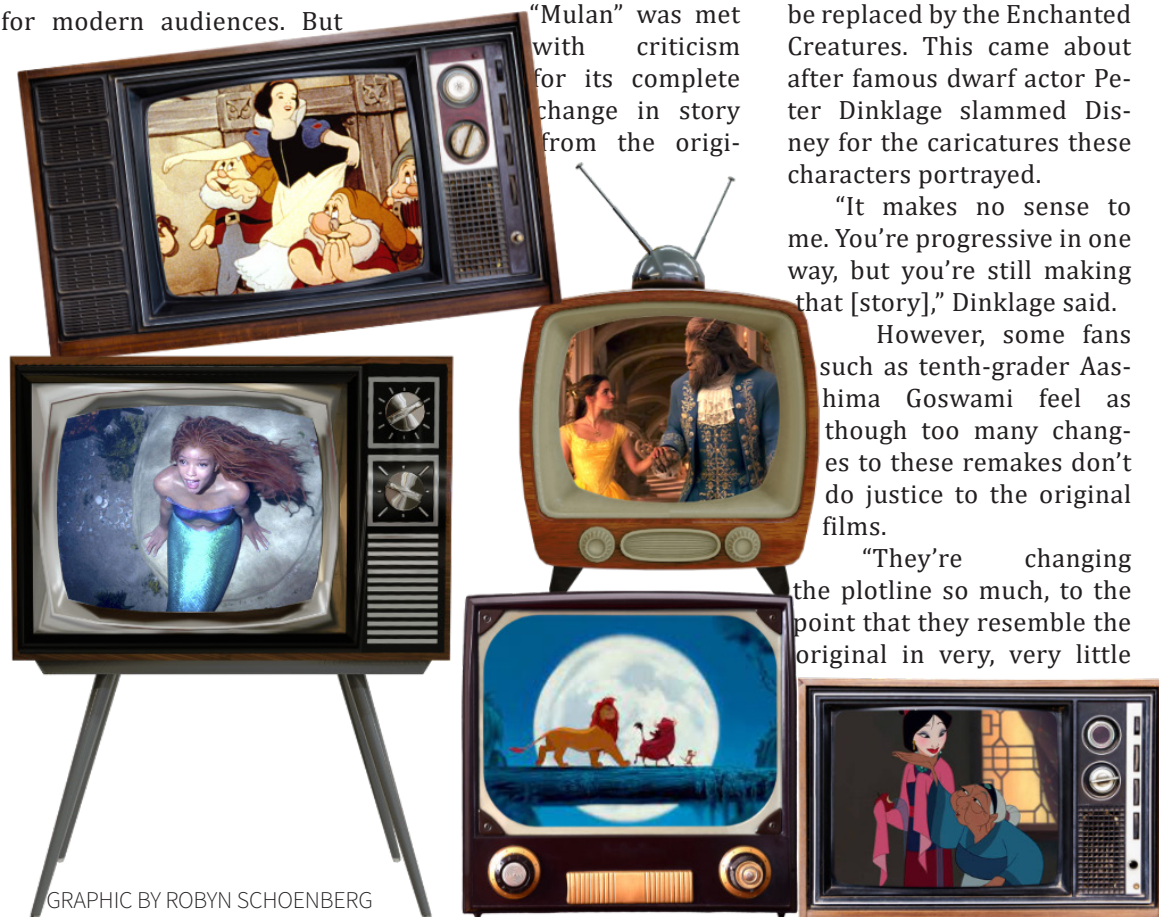 for modern audiences. But
“Mulan” was met
with criticism
for its complete
change in story
from the origi-
be replaced by the Enchanted
Creatures. This came about
after famous dwarf actor Pe-
ter Dinklage slammed Dis-
ney for the caricatures these
characters portrayed.
“It makes no sense to
me. You’re progressive in one
way, but you’re still making
that [story],” Dinklage said.
However, some fans
such as tenth-grader Aas-
hima Goswami feel as
though too many chang-
es to these remakes don’t
do justice to the original
films.
“They’re changing
the plotline so much, to the
point that they resemble the
original in very, very little
GRAPHIC BY ROBYN SCHOENBERG